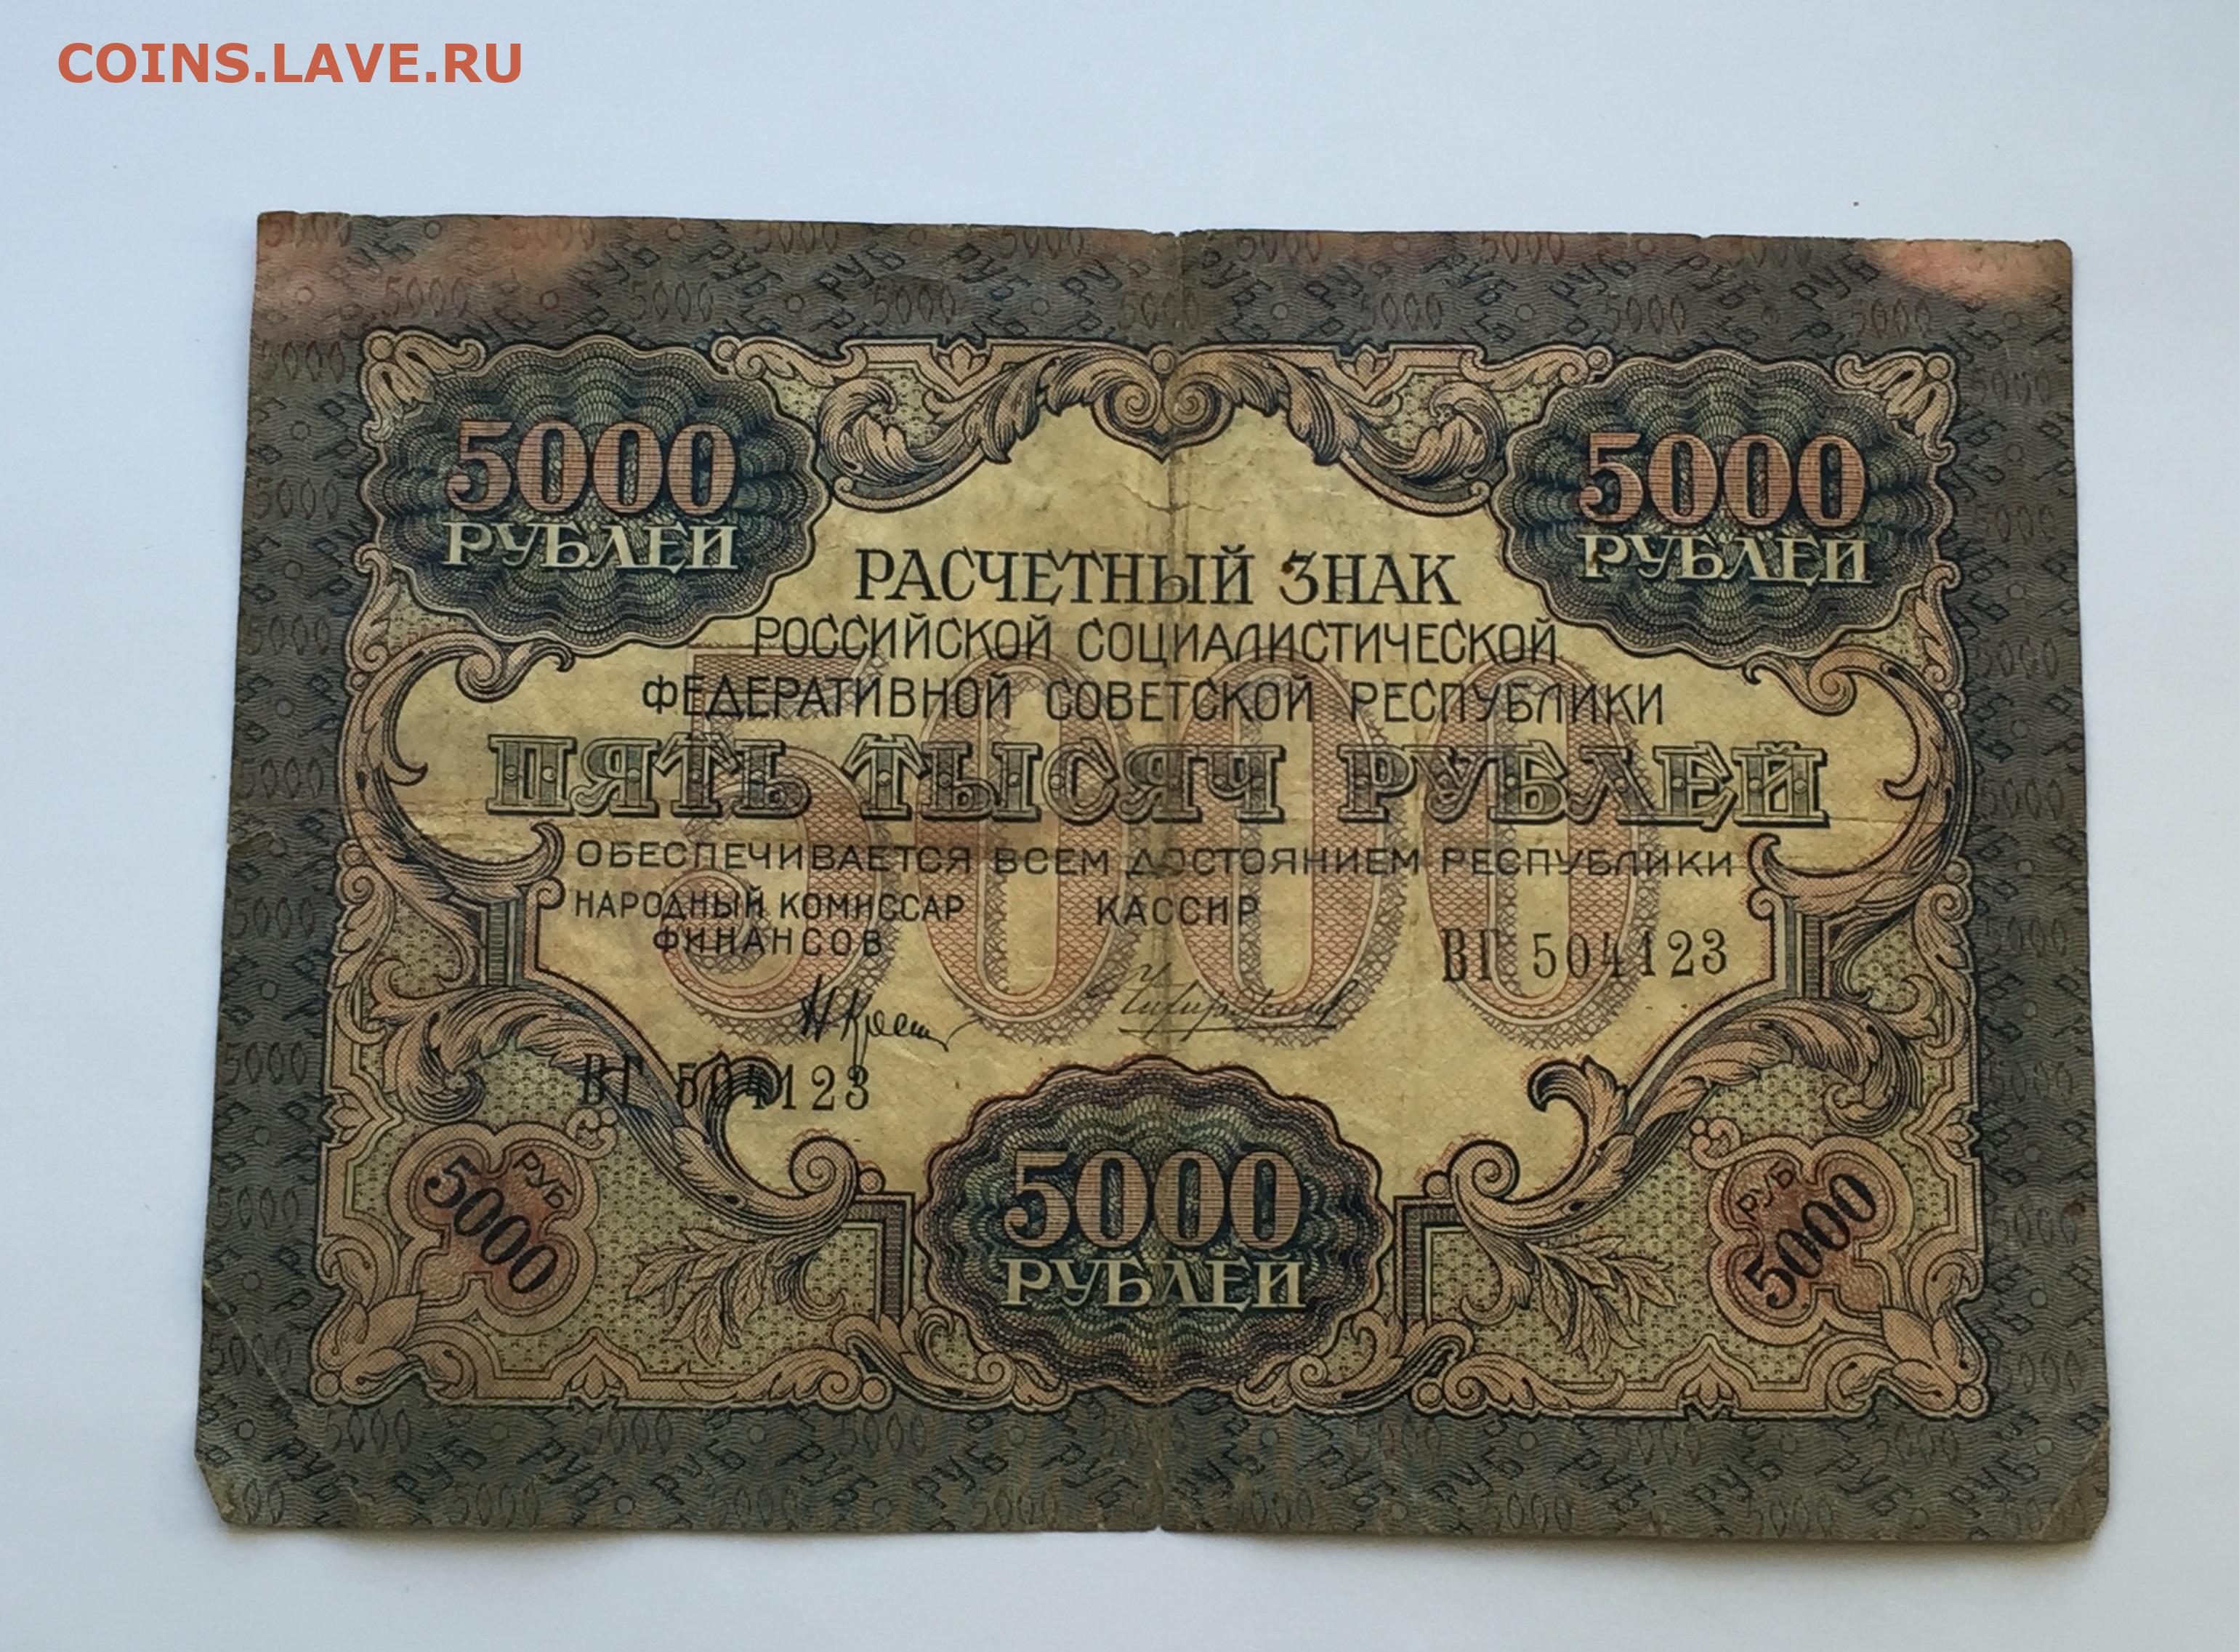 COINS.LAVE.RU
5000
РУБЛЕЙ
5000
РУБЛЕЙ
РАСЧЕТНЫЙ ЗНАК
РОССИЙСКОЙ СОЦИАЛИСТИЧЕСКОЙ
ФЕДЕРАТИВНОЙ СОВЕТСКОЙ РЕСПУБЛИКИ
5000
ПЯТЬ ТЫСЯЧ РУБЛЕЙ
ОБЕСПЕЧИВАЕТСЯ ВСЕМ ДОСТОЯНИЕМ РЕСПУБЛИКИ
НАРОДНЫЙ КОМИССАР
ФИНАНСОВ
КАССИР
ВГ 504123
ВГ 504123
РУБ
5000
5000
РУБЛЕЙ
РУБ
5000